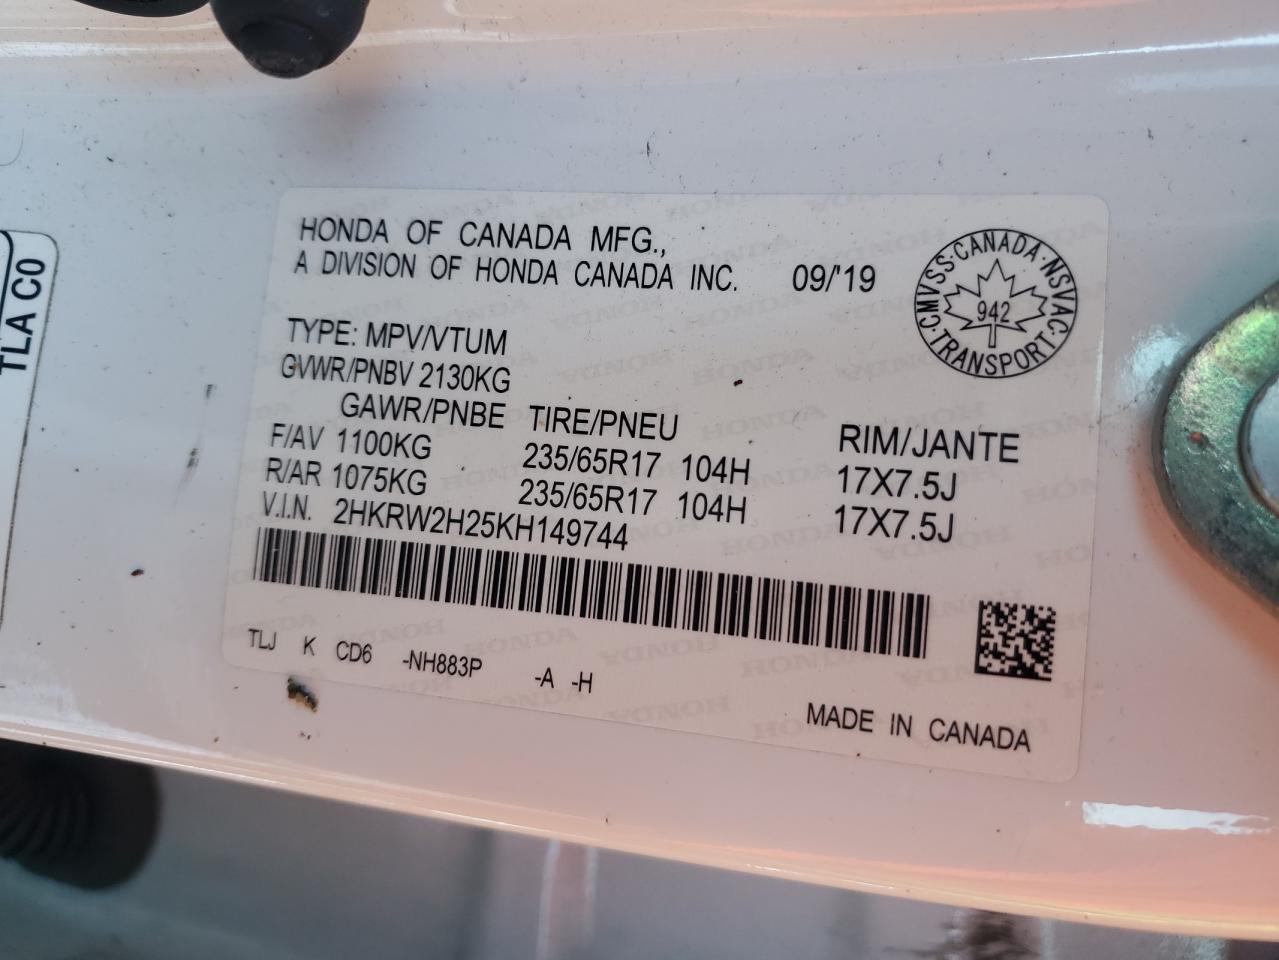 TLA C0
HONDA OF CANADA MFG.,
A DIVISION OF HONDA CANADA INC. 09/'19
CMVSS · CANADA · NSVAC · TRANSPORT ·
942
TYPE: MPV/VTUM
GVWR/PNBV 2130KG
GAWR/PNBE TIRE/PNEU RIM/JANTE
F/AV 1100KG 235/65R17 104H 17X7.5J
R/AR 1075KG 235/65R17 104H 17X7.5J
V.I.N. 2HKRW2H25KH149744
TLJ K CD6 -NH883P -A -H
MADE IN CANADA